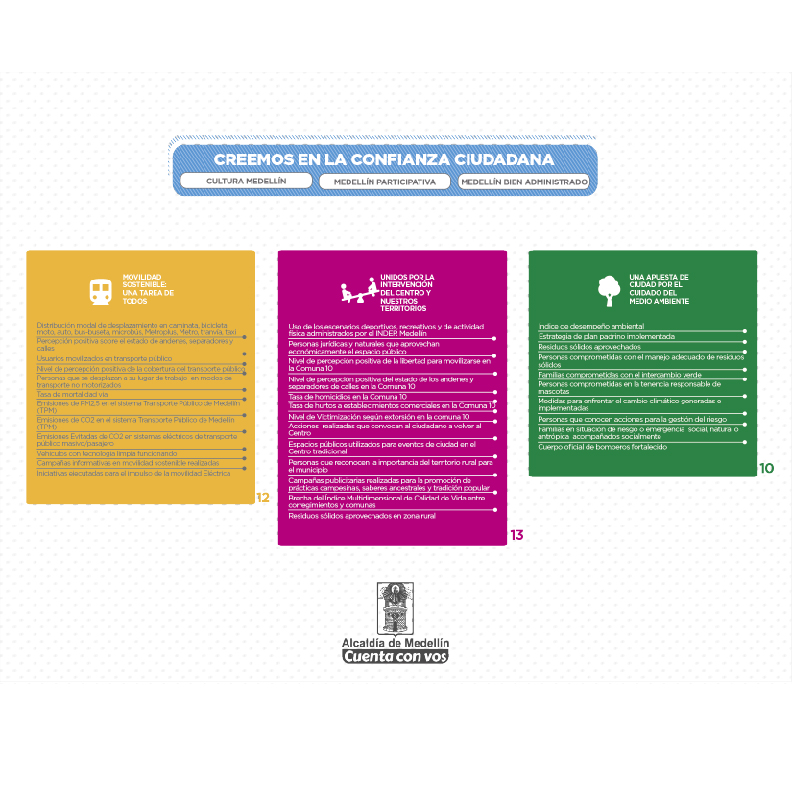 CREEMOS EN LA CONFIANZA CIUDADANA
CULTURA MEDELLÍN
MEDELLÍN PARTICIPATIVA
MEDELLÍN BIEN ADMINISTRADO
MOVILIDAD
SOSTENIBLE:
UNA TAREA DE
TODOS
Distribución modal de desplazamiento en caminata, bicicleta
moto, auto, bus-buseta, microbús, Metroplús, Metro, tranvía, taxi
Percepción positiva sobre el estado de andenes, separadores y
calles
Usuarios movilizados en transporte público
Nivel de percepción positiva de la cobertura del transporte público
Personas que se desplazan a su lugar de trabajo en modos de
transporte no motorizados
Tasa de mortalidad vial
Emisiones de PM2,5 en el sistema Transporte Público de Medellín
(TPM)
Emisiones de CO2 en el sistema Transporte Público de Medellín
(TPM)
Emisiones Evitadas de CO2 en sistemas eléctricos de transporte
público masivo/pasajero
Vehículos con tecnología limpia funcionando
Campañas informativas en movilidad sostenible realizadas
Iniciativas ejecutadas para el impulso de la movilidad Eléctrica
12
UNIDOS POR LA
INTERVENCIÓN
DEL CENTRO Y
NUESTROS
TERRITORIOS
Uso de los escenarios deportivos, recreativos y de actividad
física administrados por el INDER Medellín
Personas jurídicas y naturales que aprovechan
económicamente el espacio público
Nivel de percepción positiva de la libertad para movilizarse en
la Comuna 10
Nivel de percepción positiva del estado de los andenes y
separadores de calles en la Comuna 10
Tasa de homicidios en la Comuna 10
Tasa de hurtos a establecimientos comerciales en la Comuna 10
Nivel de Victimización según extorsión en la comuna 10
Acciones realizadas que convocan al ciudadano a volver al
Centro
Espacios públicos utilizados para eventos de ciudad en el
Centro tradicional
Personas que reconocen a importancia del territorio rural para
el municipio
Campañas publicitarias realizadas para la promoción de
prácticas campesinas, saberes ancestrales y tradición popular
Brecha del Índice Multidimensional de Calidad de Vida entre
corregimientos y comunas
Residuos sólidos aprovechados en zona rural
13
UNA APUESTA DE
CIUDAD POR EL
CUIDADO DEL
MEDIO AMBIENTE
Índice de desempeño ambiental
Estrategia de plan padrino implementada
Residuos sólidos aprovechados
Personas comprometidas con el manejo adecuado de residuos
sólidos
Familias comprometidas con el intercambio verde
Personas comprometidas en la tenencia responsable de
mascotas
Medidas para enfrentar el cambio climático generadas o
implementadas
Personas que conocen acciones para la gestión del riesgo
Familias en situación de riesgo o emergencia social, natural o
antrópica acompañados socialmente
Cuerpo oficial de bomberos fortalecido
10
Alcaldía de Medellín
Cuenta con vos